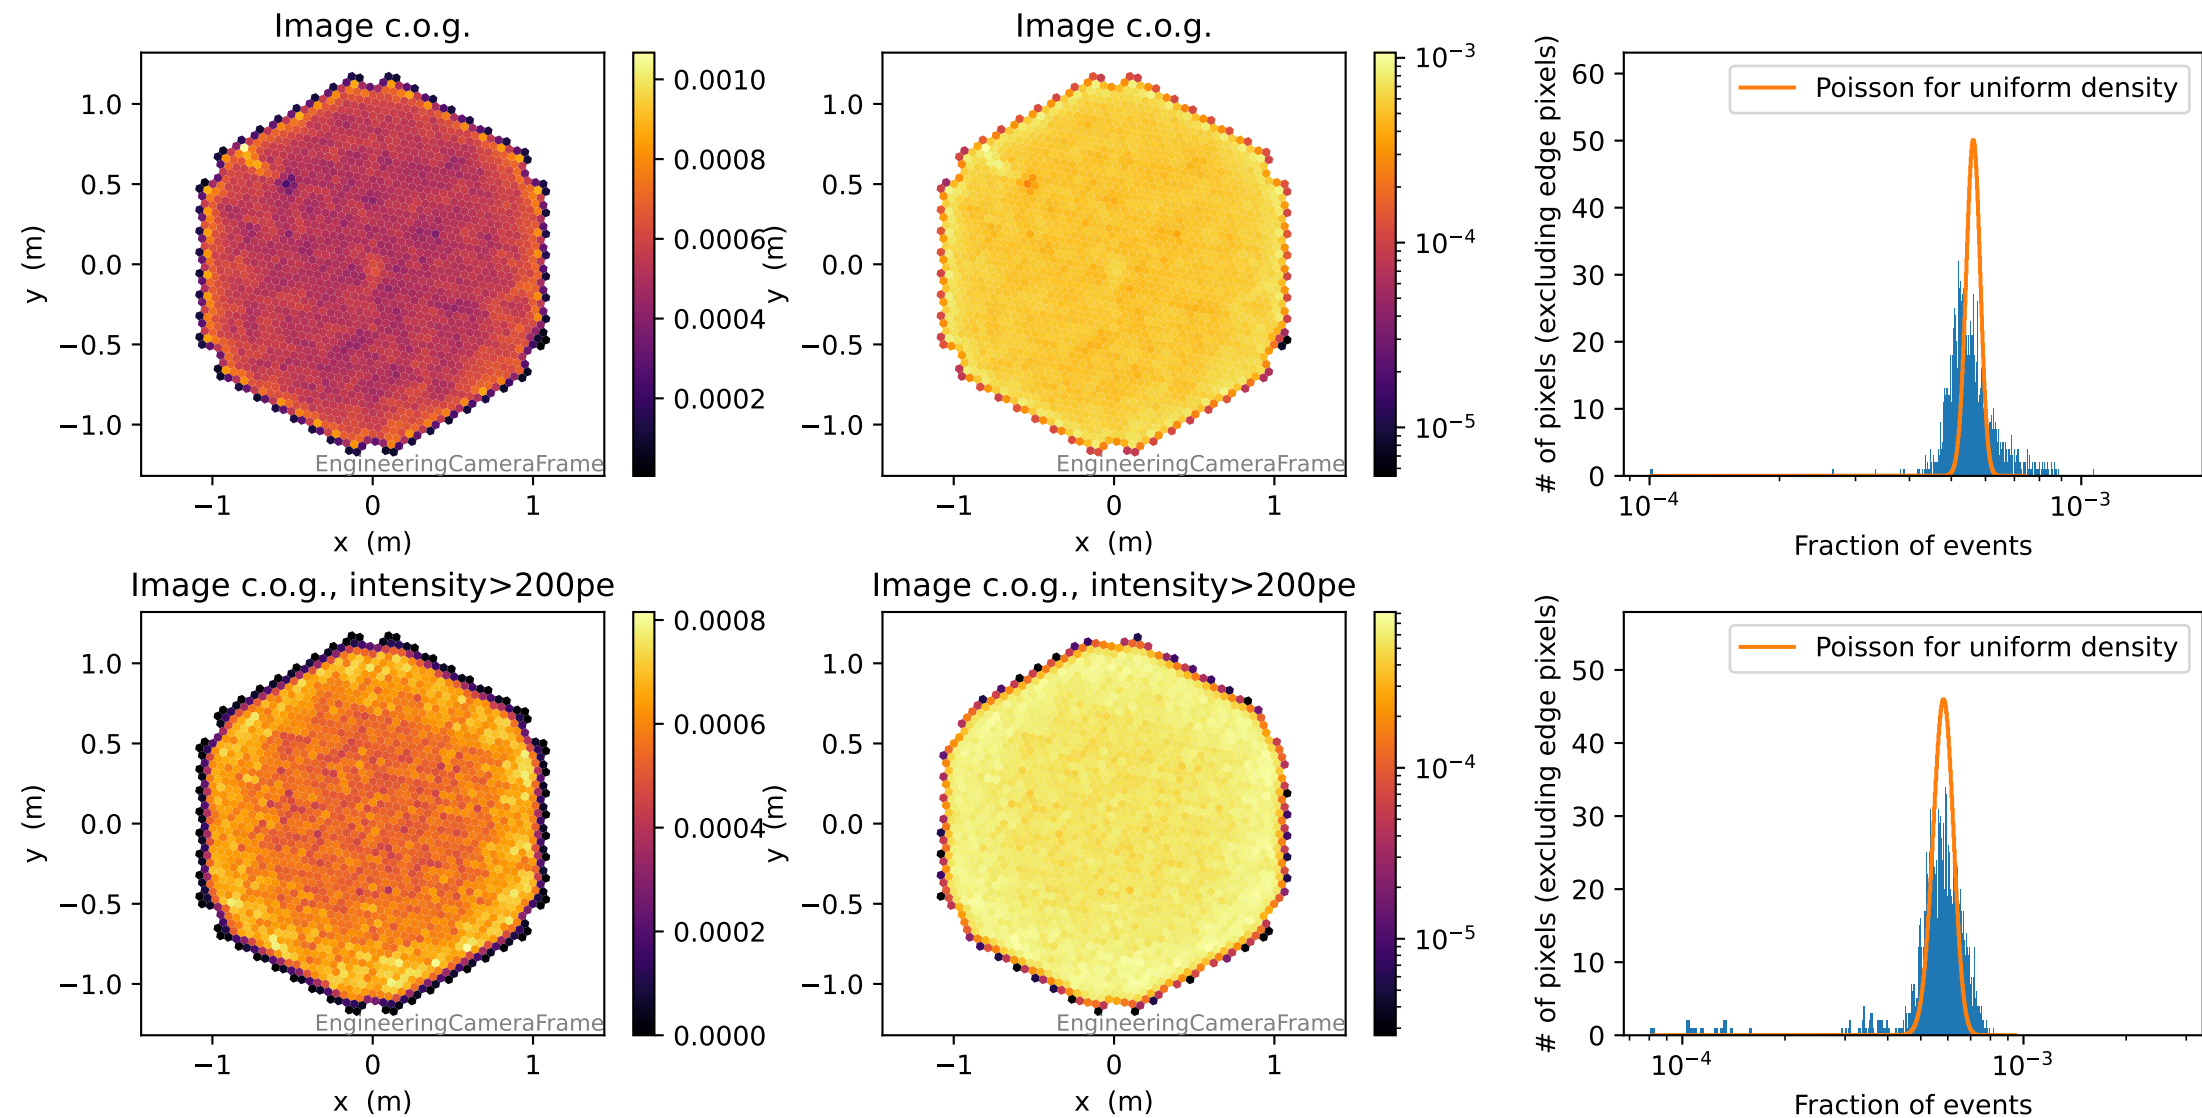 Image c.o.g.
y (m)
1.0
0.5
0.0
−0.5
−1.0
−1
0
1
x (m)
EngineeringCameraFrame
0.0010
0.0008
0.0006
0.0004
0.0002
Image c.o.g.
y (m)
1.0
0.5
0.0
−0.5
−1.0
−1
0
1
x (m)
EngineeringCameraFrame
10⁻³
10⁻⁴
10⁻⁵
# of pixels (excluding edge pixels)
60
50
40
30
20
10
0
Poisson for uniform density
10⁻⁴
10⁻³
Fraction of events
Image c.o.g., intensity>200pe
y (m)
1.0
0.5
0.0
−0.5
−1.0
−1
0
1
x (m)
EngineeringCameraFrame
0.0008
0.0006
0.0004
0.0002
0.0000
Image c.o.g., intensity>200pe
y (m)
1.0
0.5
0.0
−0.5
−1.0
−1
0
1
x (m)
EngineeringCameraFrame
10⁻⁴
10⁻⁵
# of pixels (excluding edge pixels)
50
40
30
20
10
0
Poisson for uniform density
10⁻⁴
10⁻³
Fraction of events